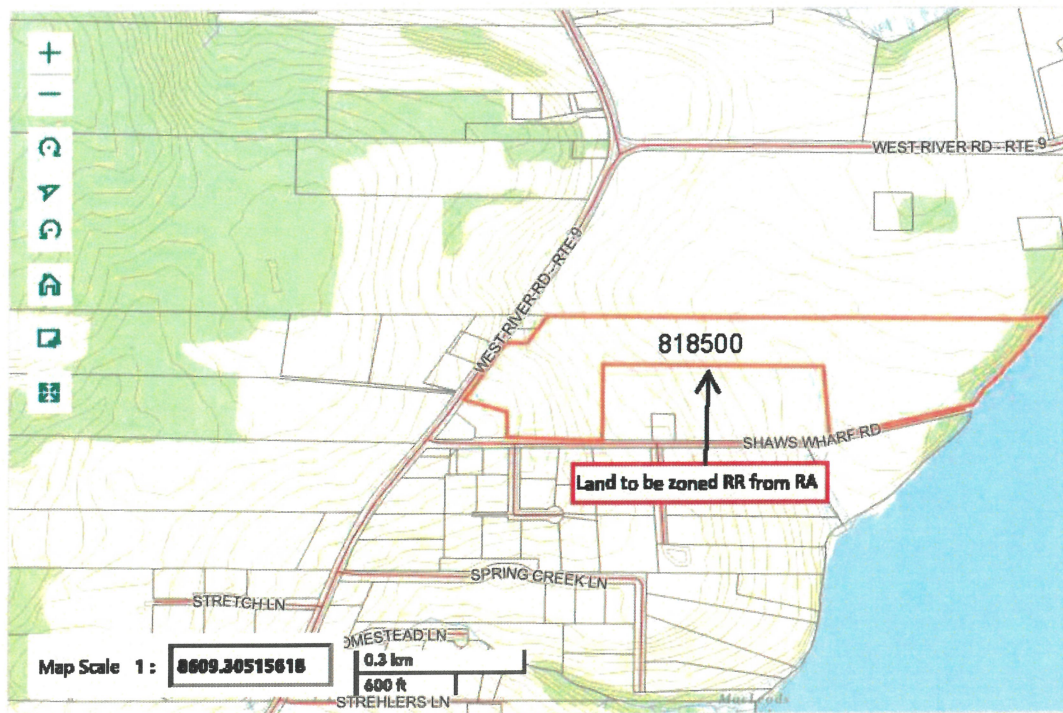 WEST RIVER RD - RTE 9
WEST RIVER RD - RTE 9
818500
SHAWS WHARF RD
Land to be zoned RR from RA
SPRING CREEK LN
STRETCH LN
OMESTEAD LN
Map Scale 1 : 8609.30515618
0.3 km
600 ft
STREHLERS LN
MacLeods